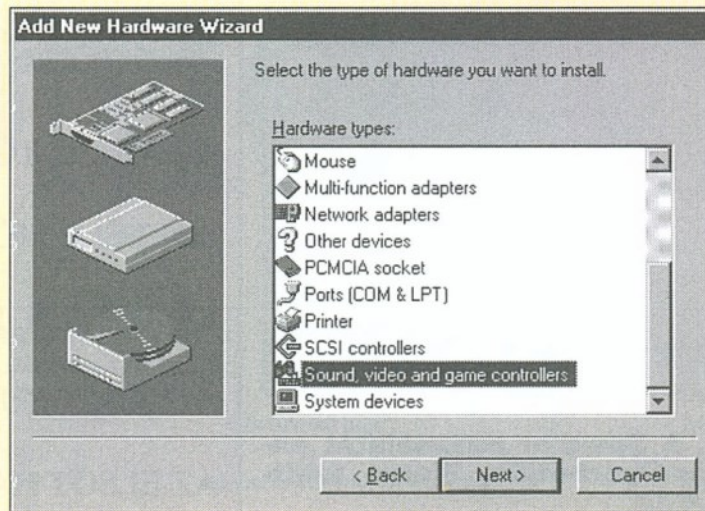 Add New Hardware Wizard
Select the type of hardware you want to install.
Hardware types:
Mouse
Multi-function adapters
Network adapters
Other devices
PCMCIA socket
Ports (COM & LPT)
Printer
SCSI controllers
Sound, video and game controllers
System devices
< Back Next > Cancel